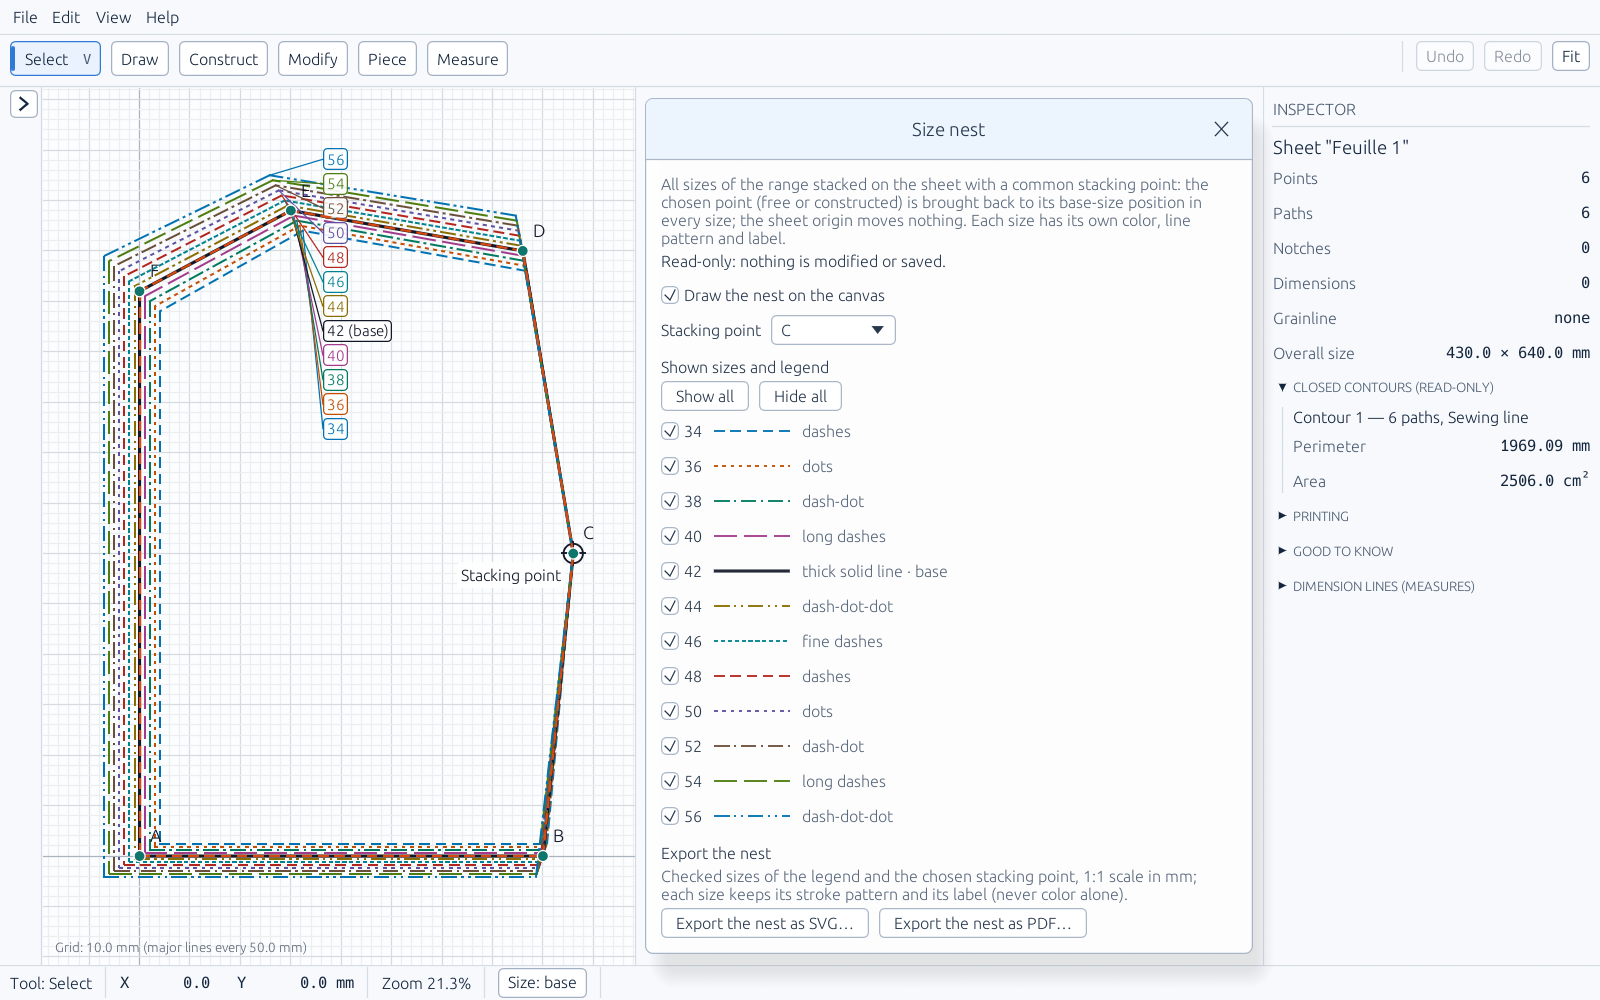 File Edit View Help
Select V Draw Construct Modify Piece Measure Undo Redo Fit
56
54
52
50
48
46
44
42 (base)
40
38
36
34
E
D
F
C
Stacking point
A
B
Grid: 10.0 mm (major lines every 50.0 mm)
Size nest
All sizes of the range stacked on the sheet with a common stacking point: the
chosen point (free or constructed) is brought back to its base-size position in
every size; the sheet origin moves nothing. Each size has its own color, line
pattern and label.
Read-only: nothing is modified or saved.
Draw the nest on the canvas
Stacking point C
Shown sizes and legend
Show all Hide all
34 dashes
36 dots
38 dash-dot
40 long dashes
42 thick solid line · base
44 dash-dot-dot
46 fine dashes
48 dashes
50 dots
52 dash-dot
54 long dashes
56 dash-dot-dot
Export the nest
Checked sizes of the legend and the chosen stacking point, 1:1 scale in mm;
each size keeps its stroke pattern and its label (never color alone).
Export the nest as SVG... Export the nest as PDF...
INSPECTOR
Sheet "Feuille 1"
Points 6
Paths 6
Notches 0
Dimensions 0
Grainline none
Overall size 430.0 × 640.0 mm
▼ CLOSED CONTOURS (READ-ONLY)
Contour 1 — 6 paths, Sewing line
Perimeter 1969.09 mm
Area 2506.0 cm²
► PRINTING
► GOOD TO KNOW
► DIMENSION LINES (MEASURES)
Tool: Select X 0.0 Y 0.0 mm Zoom 21.3% Size: base